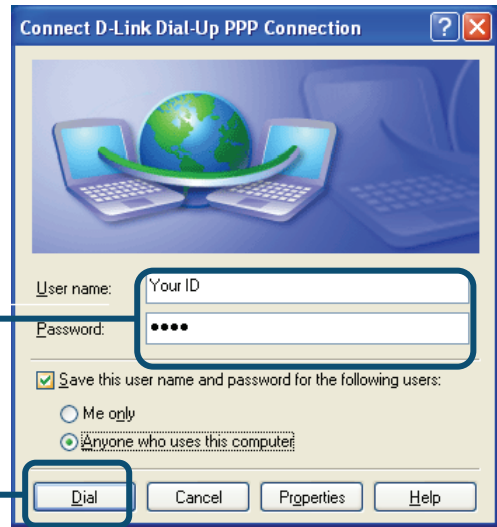 Connect D-Link Dial-Up PPP Connection
User name: Your ID
Password: ••••
Save this user name and password for the following users:
Me only
Anyone who uses this computer
Dial Cancel Properties Help